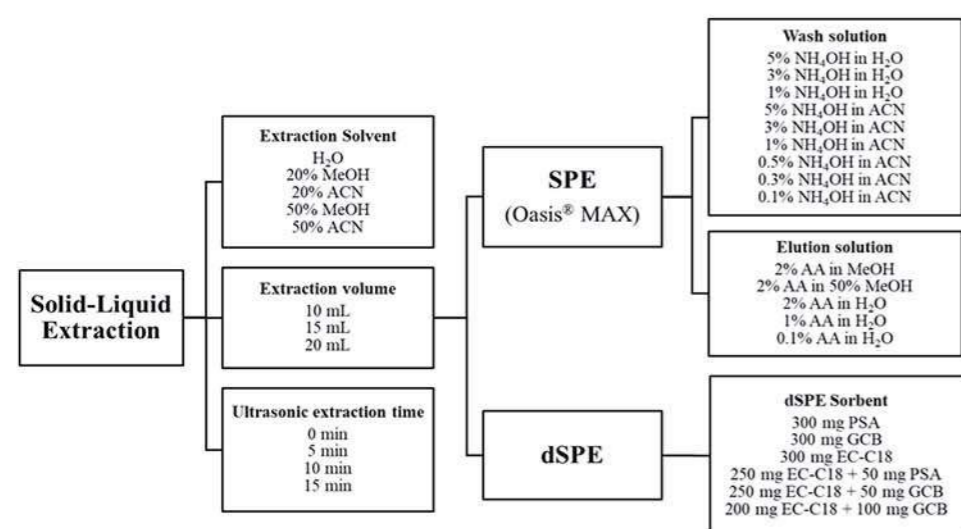 Solid-Liquid
Extraction
Extraction Solvent
H₂O
20% MeOH
20% ACN
50% MeOH
50% ACN
Extraction volume
10 mL
15 mL
20 mL
Ultrasonic extraction time
0 min
5 min
10 min
15 min
SPE
(Oasis® MAX)
dSPE
Wash solution
5% NH₄OH in H₂O
3% NH₄OH in H₂O
1% NH₄OH in H₂O
5% NH₄OH in ACN
3% NH₄OH in ACN
1% NH₄OH in ACN
0.5% NH₄OH in ACN
0.3% NH₄OH in ACN
0.1% NH₄OH in ACN
Elution solution
2% AA in MeOH
2% AA in 50% MeOH
2% AA in H₂O
1% AA in H₂O
0.1% AA in H₂O
dSPE Sorbent
300 mg PSA
300 mg GCB
300 mg EC-C18
250 mg EC-C18 + 50 mg PSA
250 mg EC-C18 + 50 mg GCB
200 mg EC-C18 + 100 mg GCB